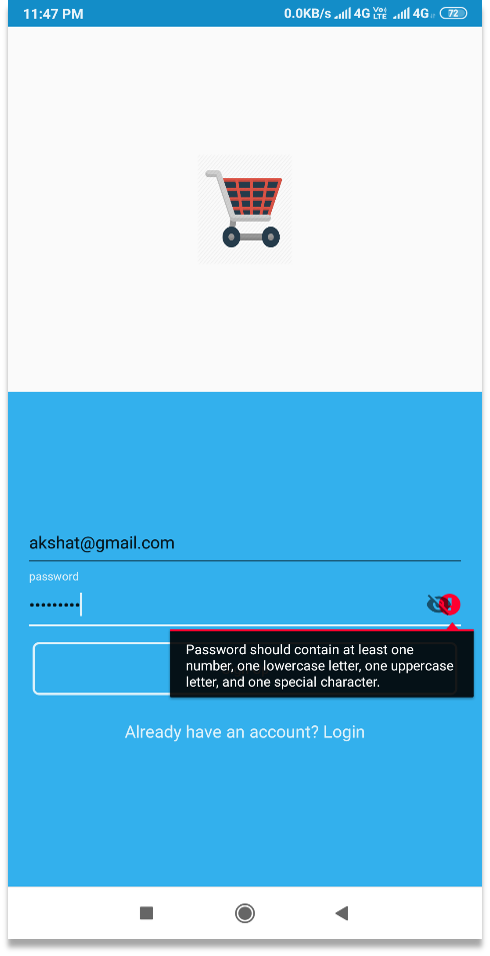 11:47 PM 0.0KB/s 4G Vo LTE 4G 72
akshat@gmail.com
password
•••••••••
Password should contain at least one
number, one lowercase letter, one uppercase
letter, and one special character.
Already have an account? Login